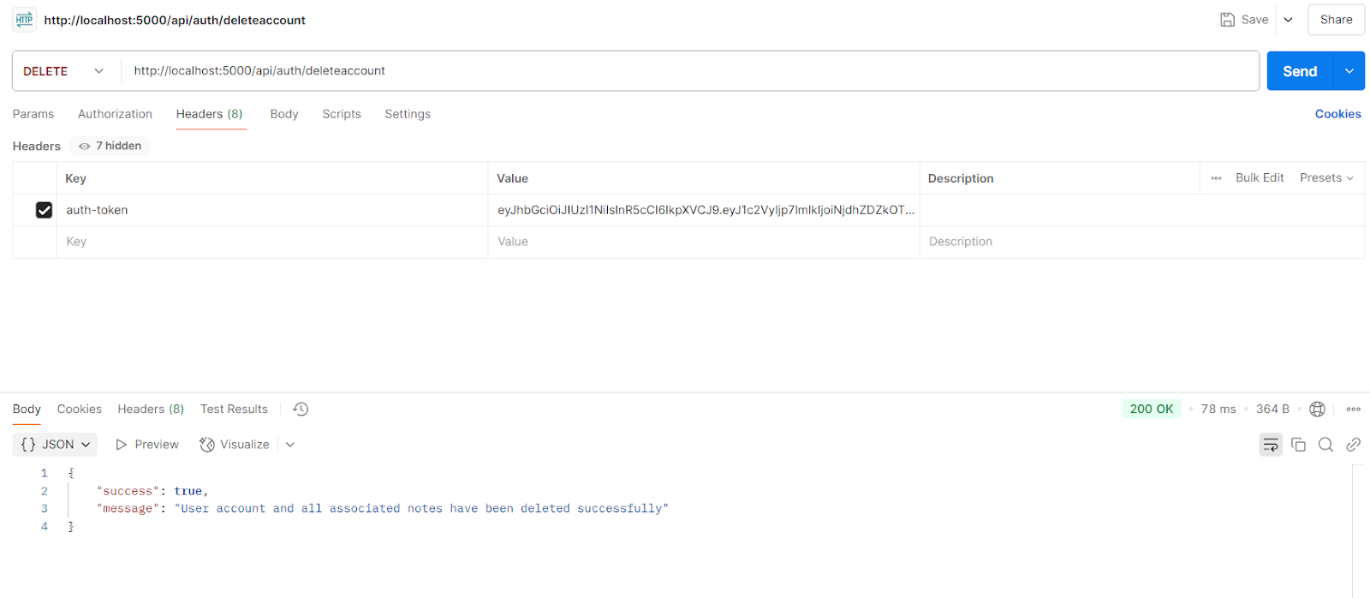 HTTP http://localhost:5000/api/auth/deleteaccount Save Share
DELETE http://localhost:5000/api/auth/deleteaccount Send
Params Authorization Headers (8) Body Scripts Settings Cookies
Headers 7 hidden
Key Value Description ••• Bulk Edit Presets
auth-token eyJhbGciOiJIUzI1NiIsInR5cCI6IkpXVCJ9.eyJ1c2VyIjp7ImlkIjoiNjdhZDZkOT...
Key Value Description
Body Cookies Headers (8) Test Results 200 OK • 78 ms • 364 B •••
{} JSON Preview Visualize
1 {
2 "success": true,
3 "message": "User account and all associated notes have been deleted successfully"
4 }